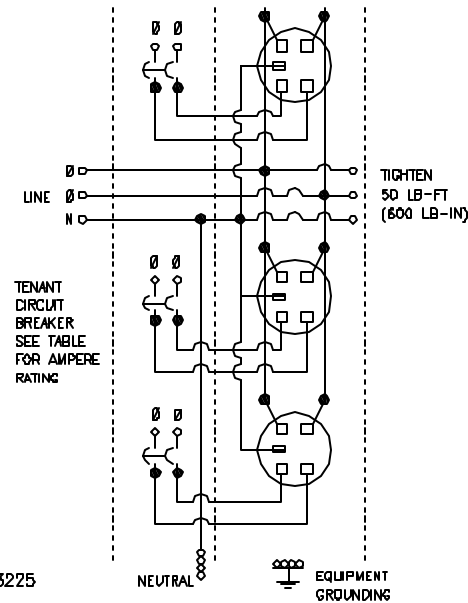 Ø Ø
Ø
LINE Ø
N
TIGHTEN
50 LB-FT
(600 LB-IN)
Ø Ø
TENANT
CIRCUIT
BREAKER
SEE TABLE
FOR AMPERE
RATING
Ø Ø
3225
NEUTRAL
EQUIPMENT
GROUNDING